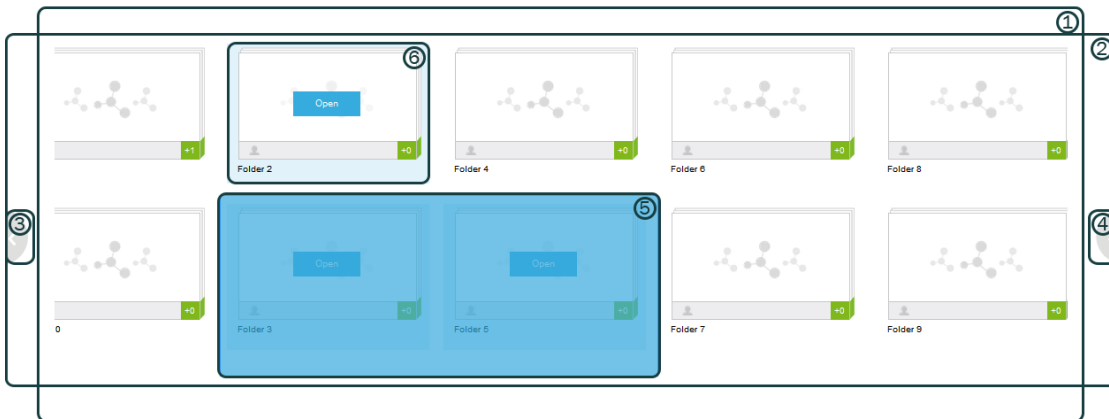 ①
②
⑥
Open
+1 +0 +0 +0 +0
Folder 2 Folder 4 Folder 6 Folder 8
③ ⑤ ④
Open Open
+0 +0 +0 +0 +0
0 Folder 3 Folder 5 Folder 7 Folder 9